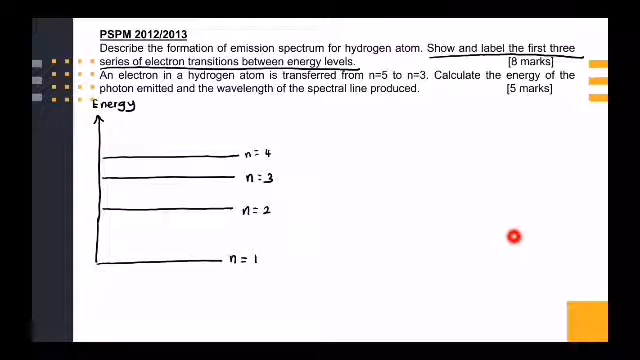 PSPM 2012/2013
Describe the formation of emission spectrum for hydrogen atom. Show and label the first three
series of electron transitions between energy levels. [8 marks]
An electron in a hydrogen atom is transferred from n=5 to n=3. Calculate the energy of the
photon emitted and the wavelength of the spectral line produced. [5 marks]
Energy
n = 4
n = 3
n = 2
n = 1